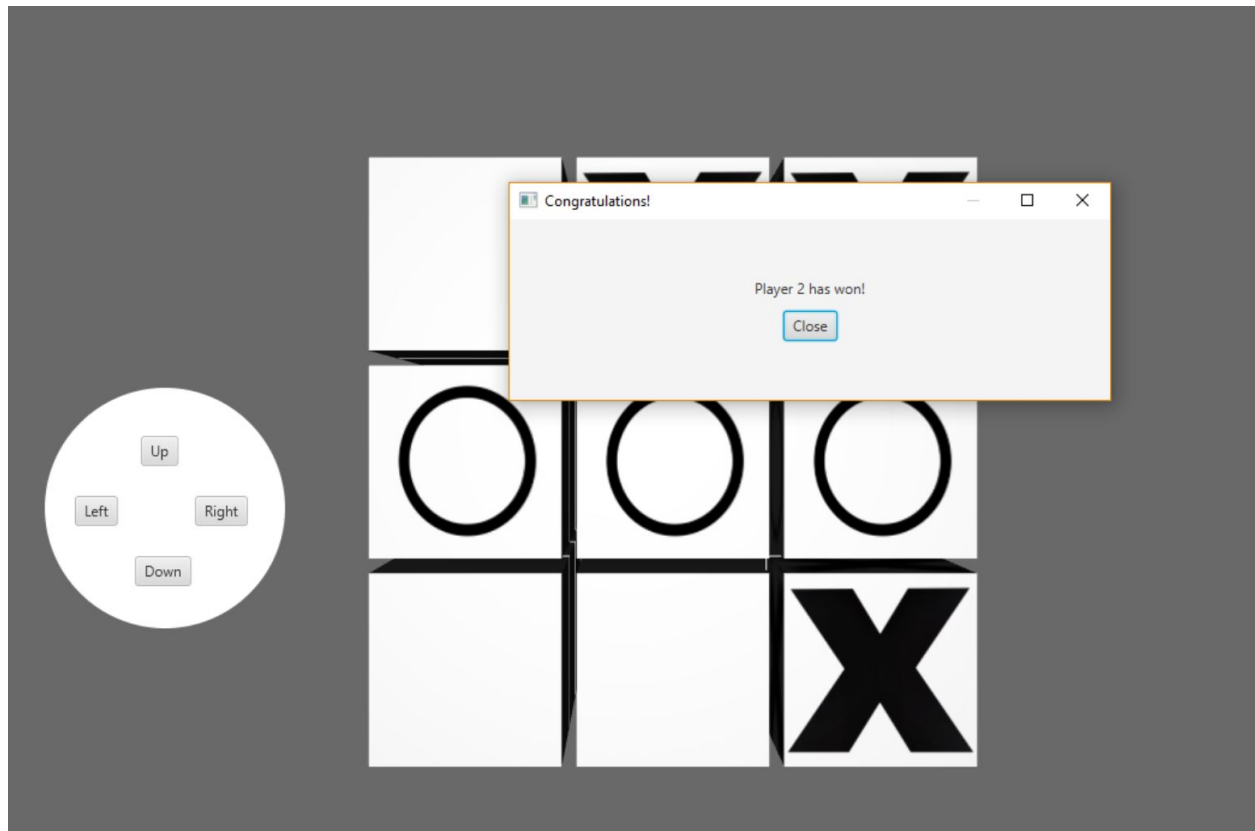 Congratulations!
Player 2 has won!
Close
Up
Left Right
Down
O O O
X